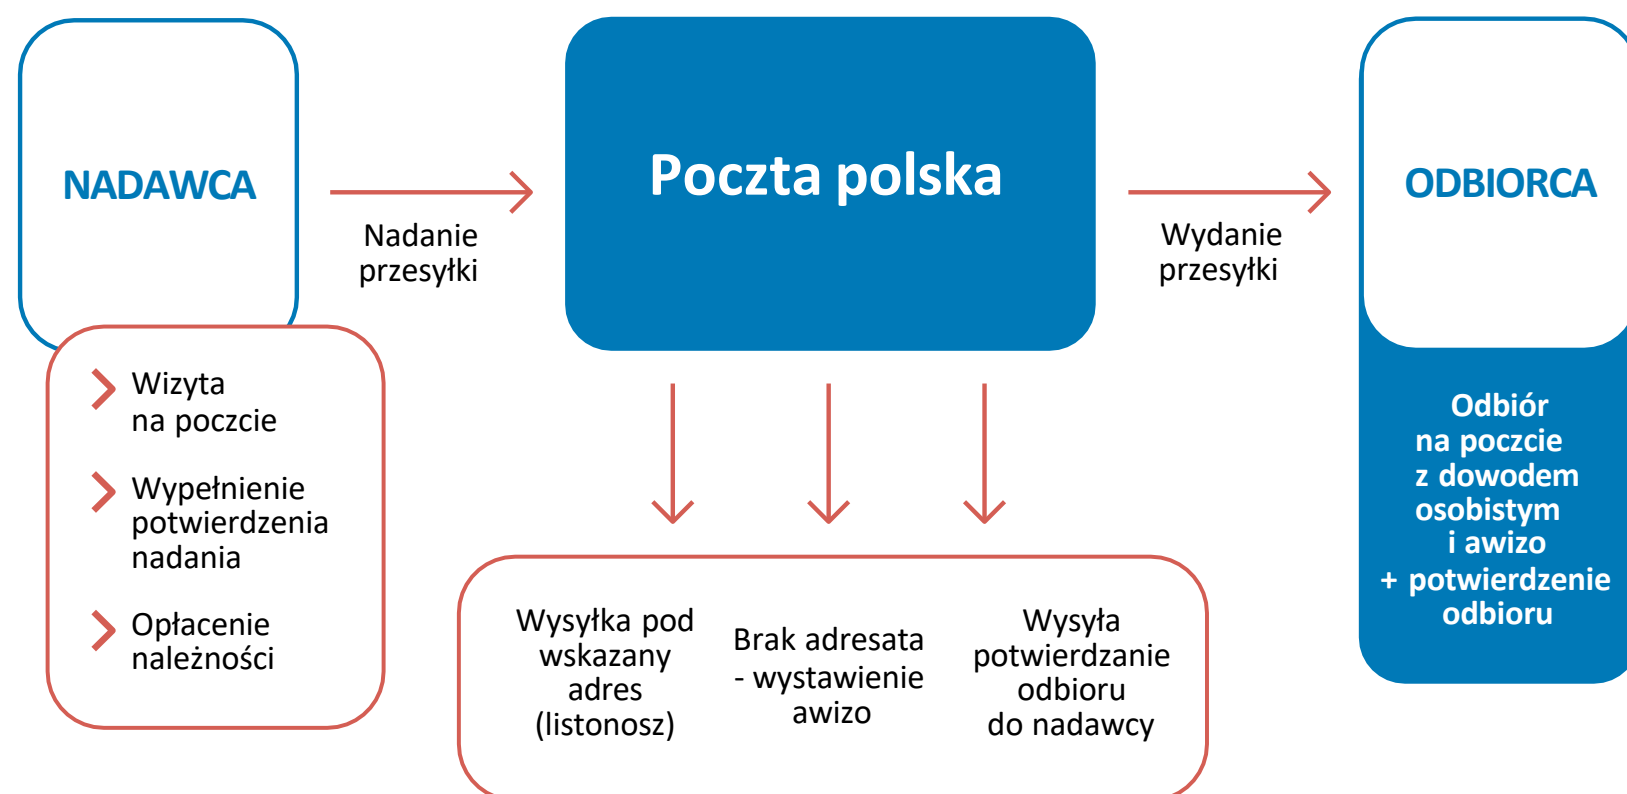 NADAWCA
Nadanie
przesyłki
Poczta polska
Wydanie
przesyłki
ODBIORCA
Wizyta
na poczcie
Wypełnienie
potwierdzenia
nadania
Opłacenie
należności
Wysyłka pod
wskazany
adres
(listonosz)
Brak adresata
- wystawienie
awizo
Wysyła
potwierdzanie
odbioru
do nadawcy
Odbiór
na poczcie
z dowodem
osobistym
i awizo
+ potwierdzenie
odbioru